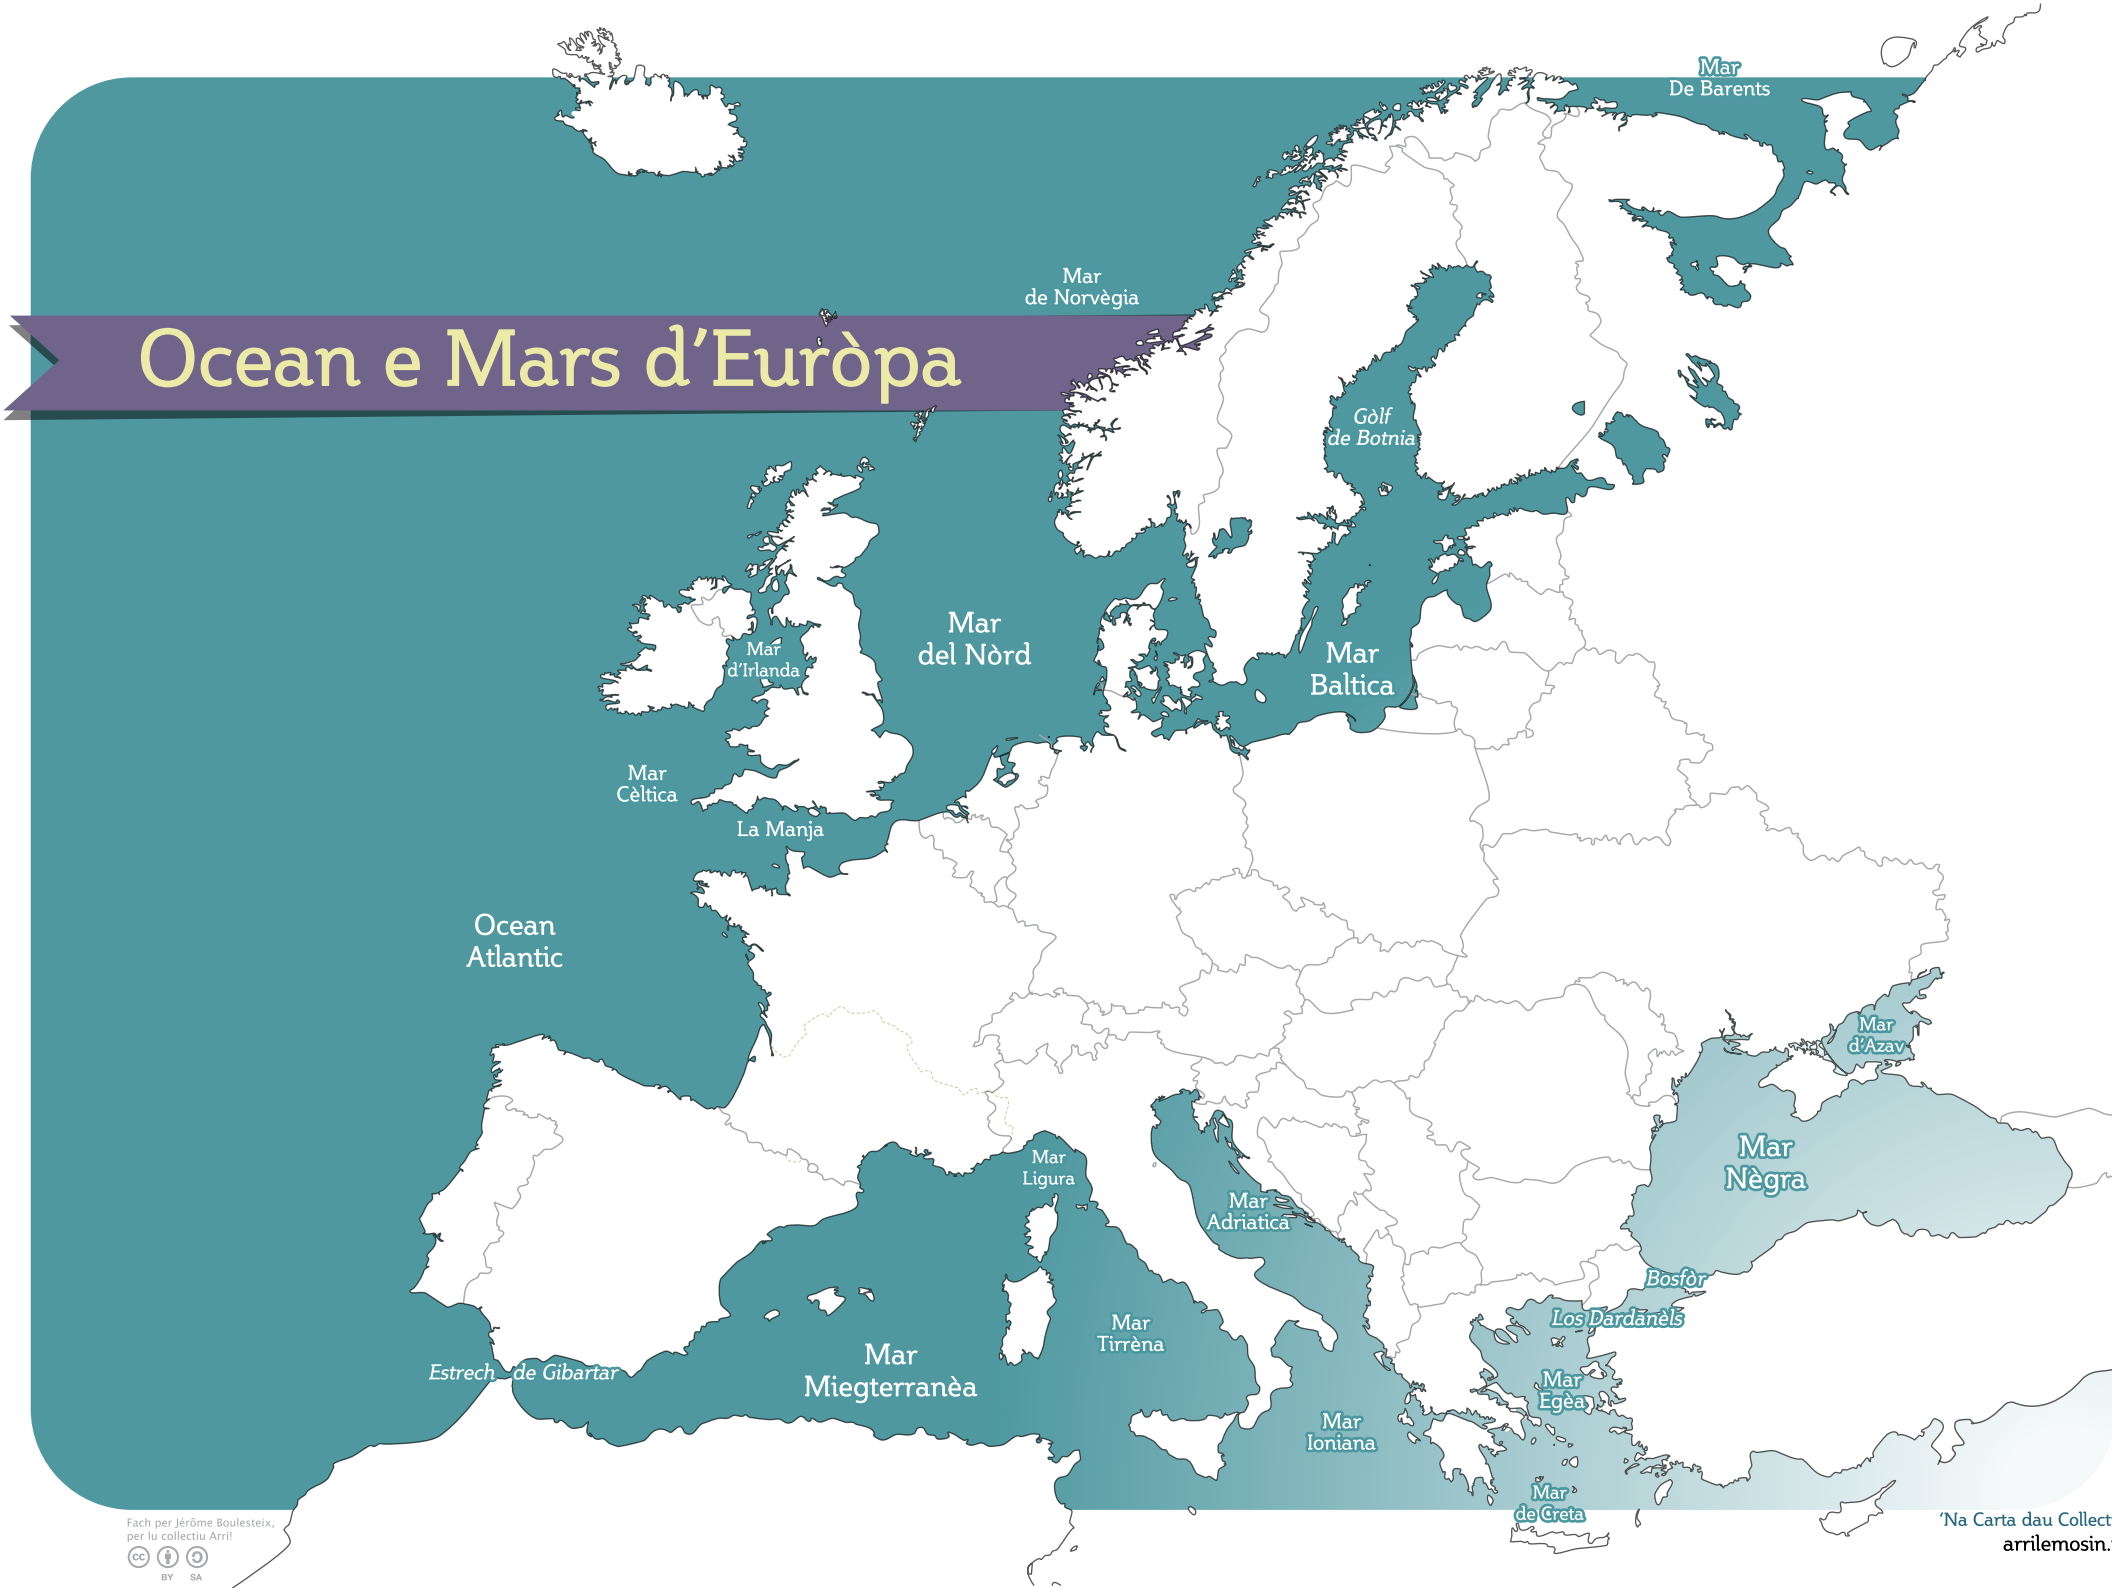 Mar
De Barents
Mar
de Norvègia
Ocean e Mars d’Euròpa
Gòlf
de Botnia
Mar
del Nòrd
Mar
d’Irlanda
Mar
Baltica
Mar
Cèltica
La Manja
Ocean
Atlantic
Mar
d’Azav
Mar
Ligura
Mar
Nègra
Mar
Adriatica
Bosfòr
Los Dardanèls
Mar
Tirrèna
Mar
Miegterranèa
Estrech de Gibartar
Mar
Egèa
Mar
Ioniana
Mar
de Creta
Fach per Jérôme Boulesteix,
per lu collectiu Arri!
cc
BY SA
‘Na Carta dau Collect
arrilemosin.